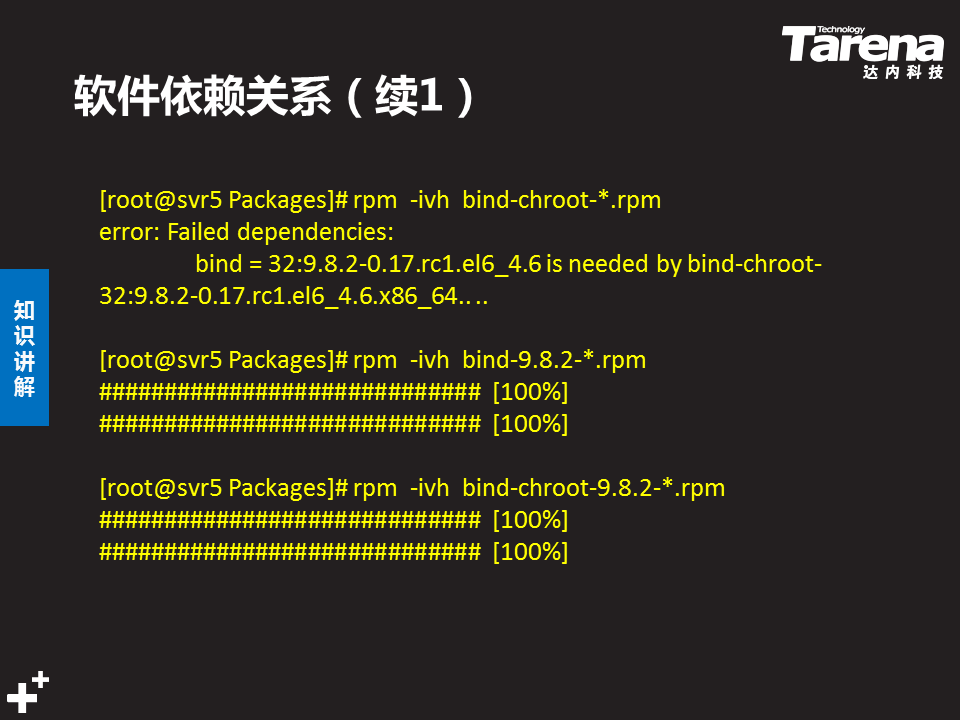 Technology
Tarena
达内科技
软件依赖关系（续1）
[root@svr5 Packages]# rpm  -ivh  bind-chroot-*.rpm
error: Failed dependencies:
bind = 32:9.8.2-0.17.rc1.el6_4.6 is needed by bind-chroot-
32:9.8.2-0.17.rc1.el6_4.6.x86_64.. ..
知
识
讲
解
[root@svr5 Packages]# rpm  -ivh  bind-9.8.2-*.rpm
############################# [100%]
############################# [100%]
[root@svr5 Packages]# rpm  -ivh  bind-chroot-9.8.2-*.rpm
############################# [100%]
############################# [100%]